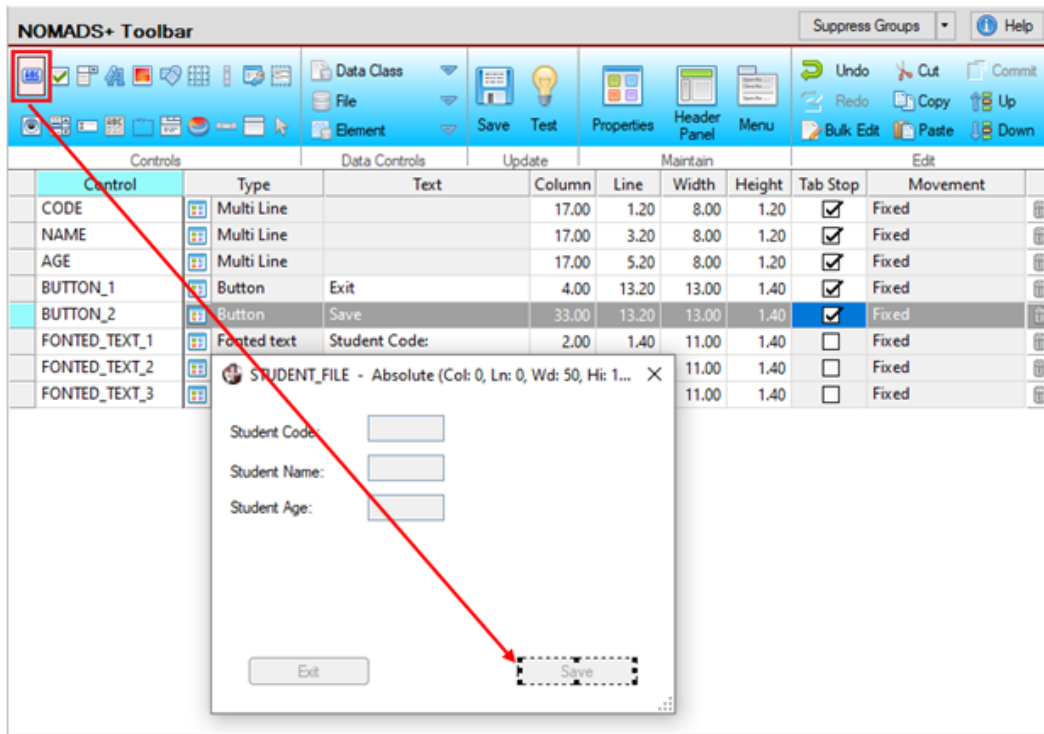 NOMADS+ Toolbar Suppress Groups Help
Data Class Undo Cut Commit
File Redo Copy Up
Element Save Test Properties Header Panel Menu Bulk Edit Paste Down
Controls Data Controls Update Maintain Edit
Control Type Text Column Line Width Height Tab Stop Movement
CODE Multi Line 17.00 1.20 8.00 1.20 Fixed
NAME Multi Line 17.00 3.20 8.00 1.20 Fixed
AGE Multi Line 17.00 5.20 8.00 1.20 Fixed
BUTTON_1 Button Exit 4.00 13.20 13.00 1.40 Fixed
BUTTON_2 Button Save 33.00 13.20 13.00 1.40 Fixed
FONTED_TEXT_1 Fonted text Student Code: 2.00 1.40 11.00 1.40 Fixed
FONTED_TEXT_2 11.00 1.40 Fixed
FONTED_TEXT_3 11.00 1.40 Fixed
STUDENT_FILE - Absolute (Col: 0, Ln: 0, Wd: 50, Hi: 1...
Student Code:
Student Name:
Student Age:
Exit Save